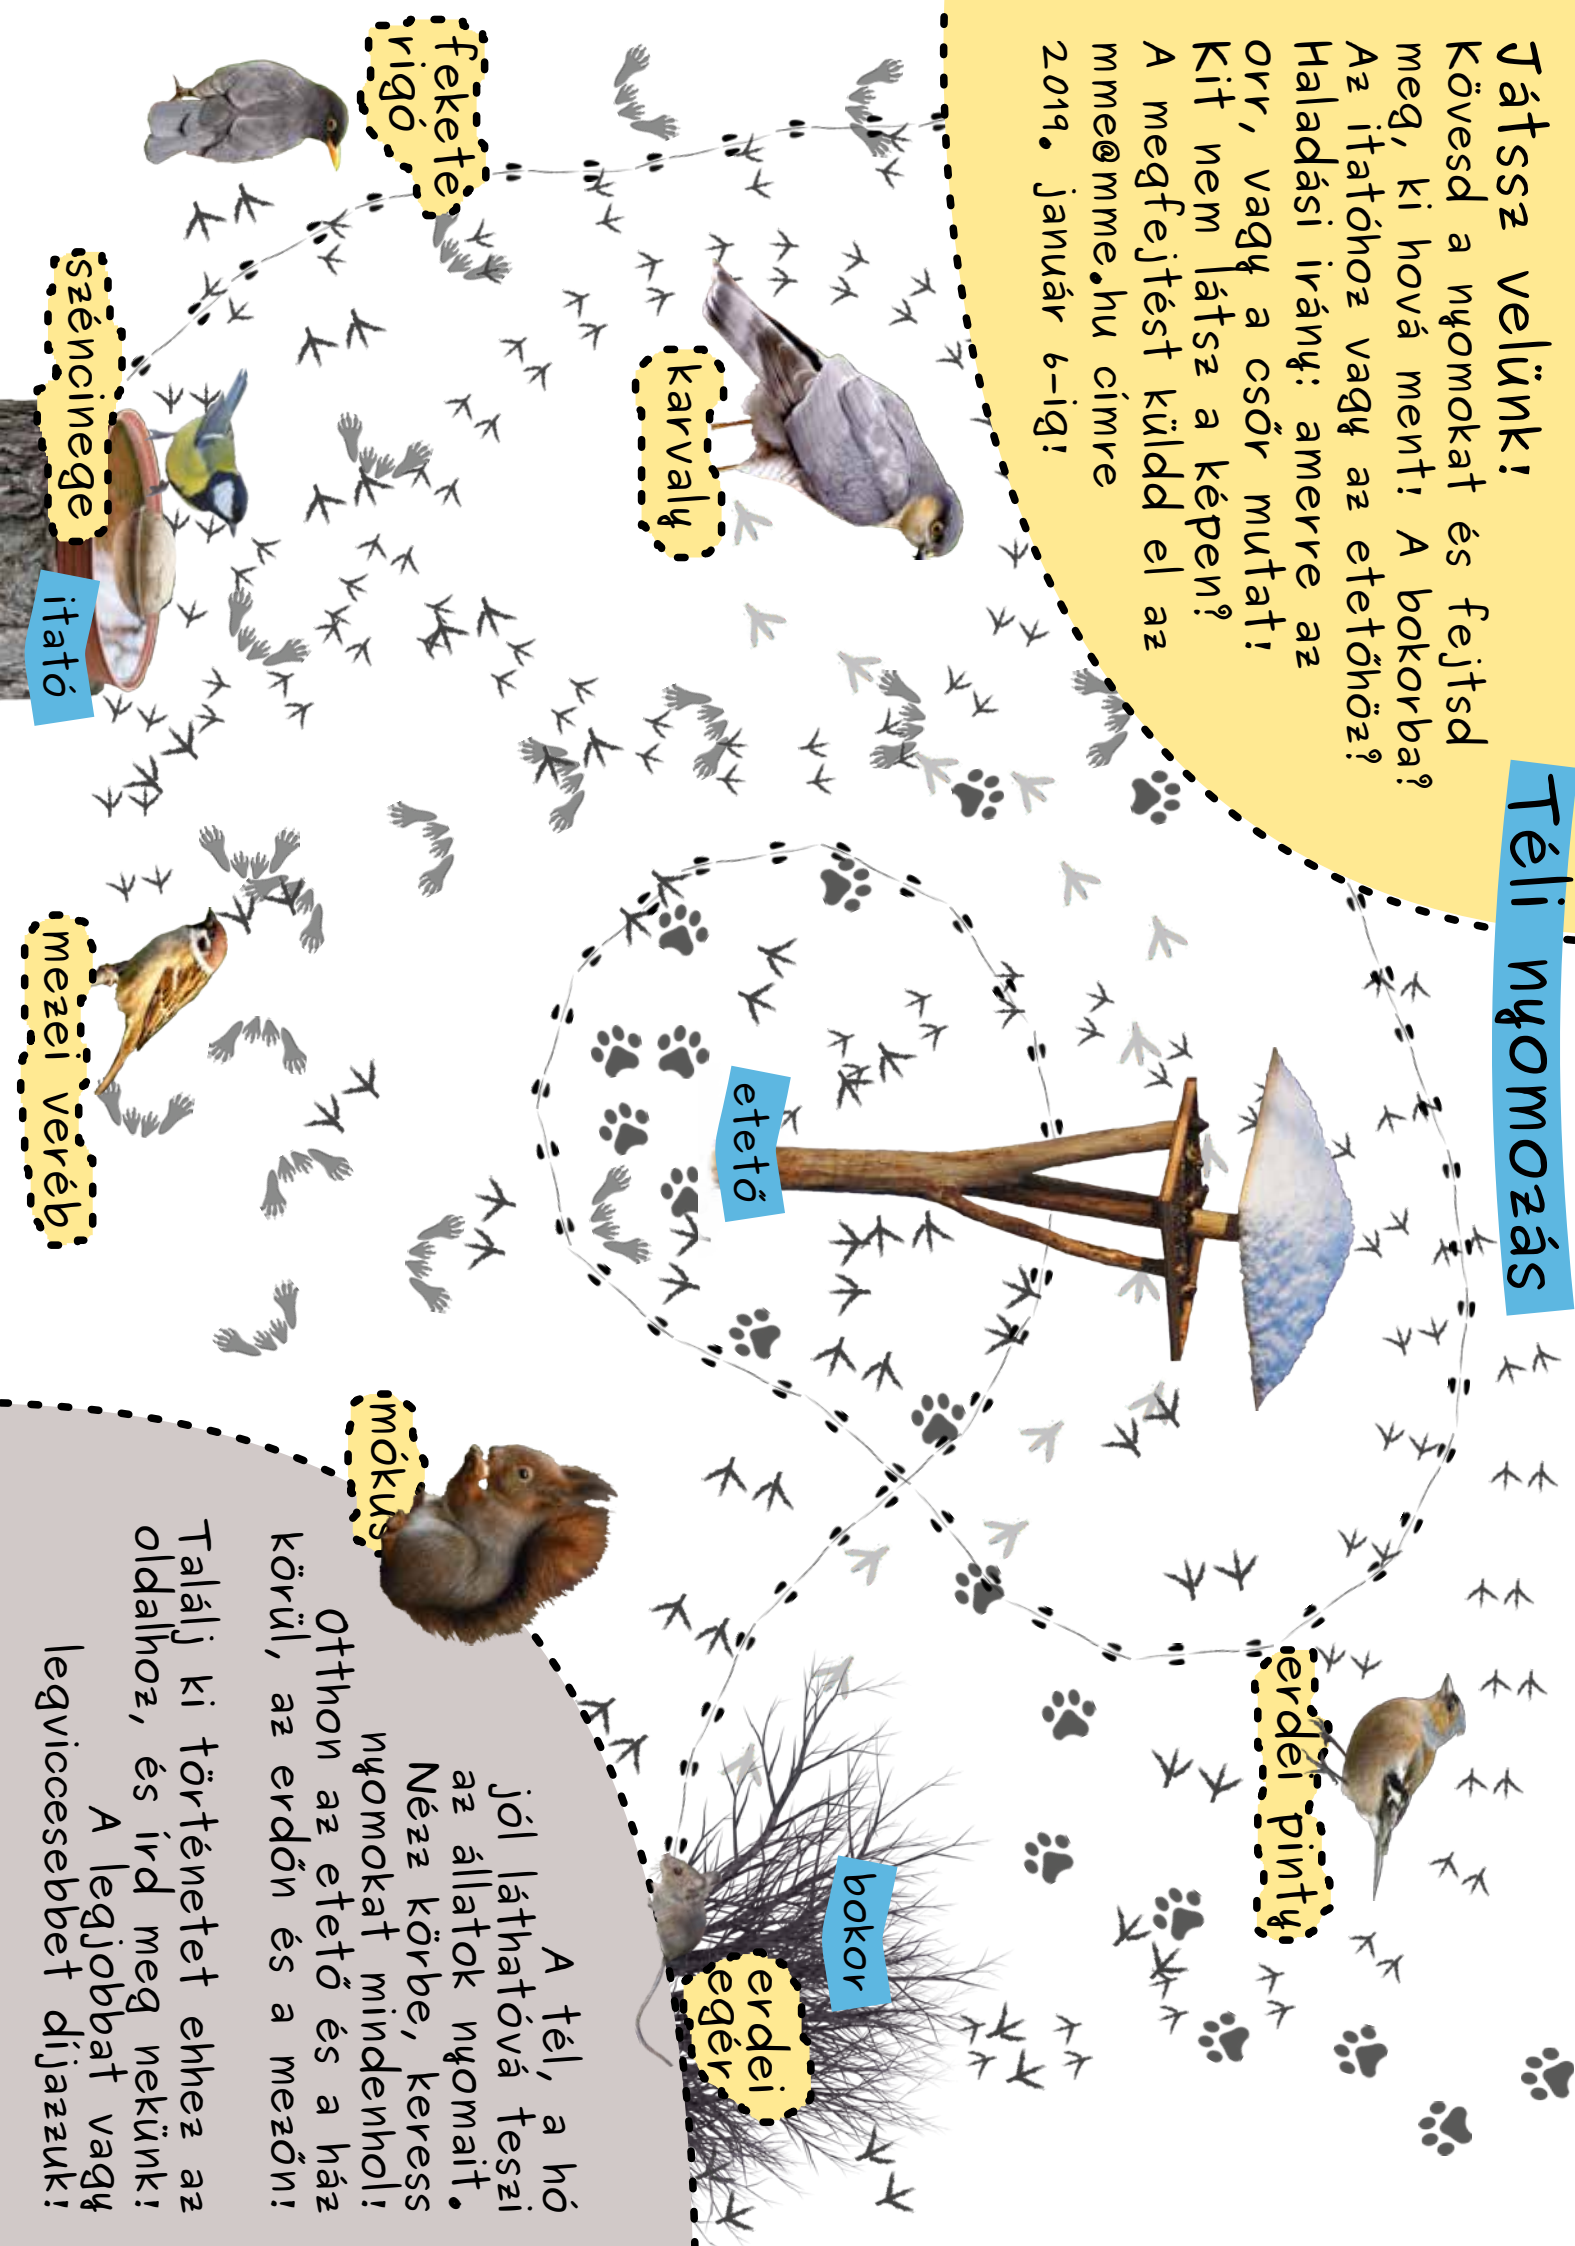 Téli nyomozás
Játssz velünk!
Kövesd a nyomokat és fejtsd
meg, ki hová ment! A bokorba?
Az itatóhoz vagy az etetőhöz?
Haladási irány: amerre az
orr, vagy a csőr mutat!
Kit nem látsz a képen?
A megfejtést küldd el az
mme@mme.hu címre
2019. január 6-ig!
fekete
rigó
karvaly
széncinege
itató
mezei veréb
etető
mókus
erdei pinty
bokor
erdei
egér
A tél, a hó
jól láthatóvá teszi
az állatok nyomait.
Nézz körbe, keress
nyomokat mindenhol!
Otthon az etető és a ház
körül, az erdőn és a mezőn!
Találj ki történetet ehhez az
oldalhoz, és írd meg nekünk!
A legjobbat vagy
legviccesebbet díjazzuk!